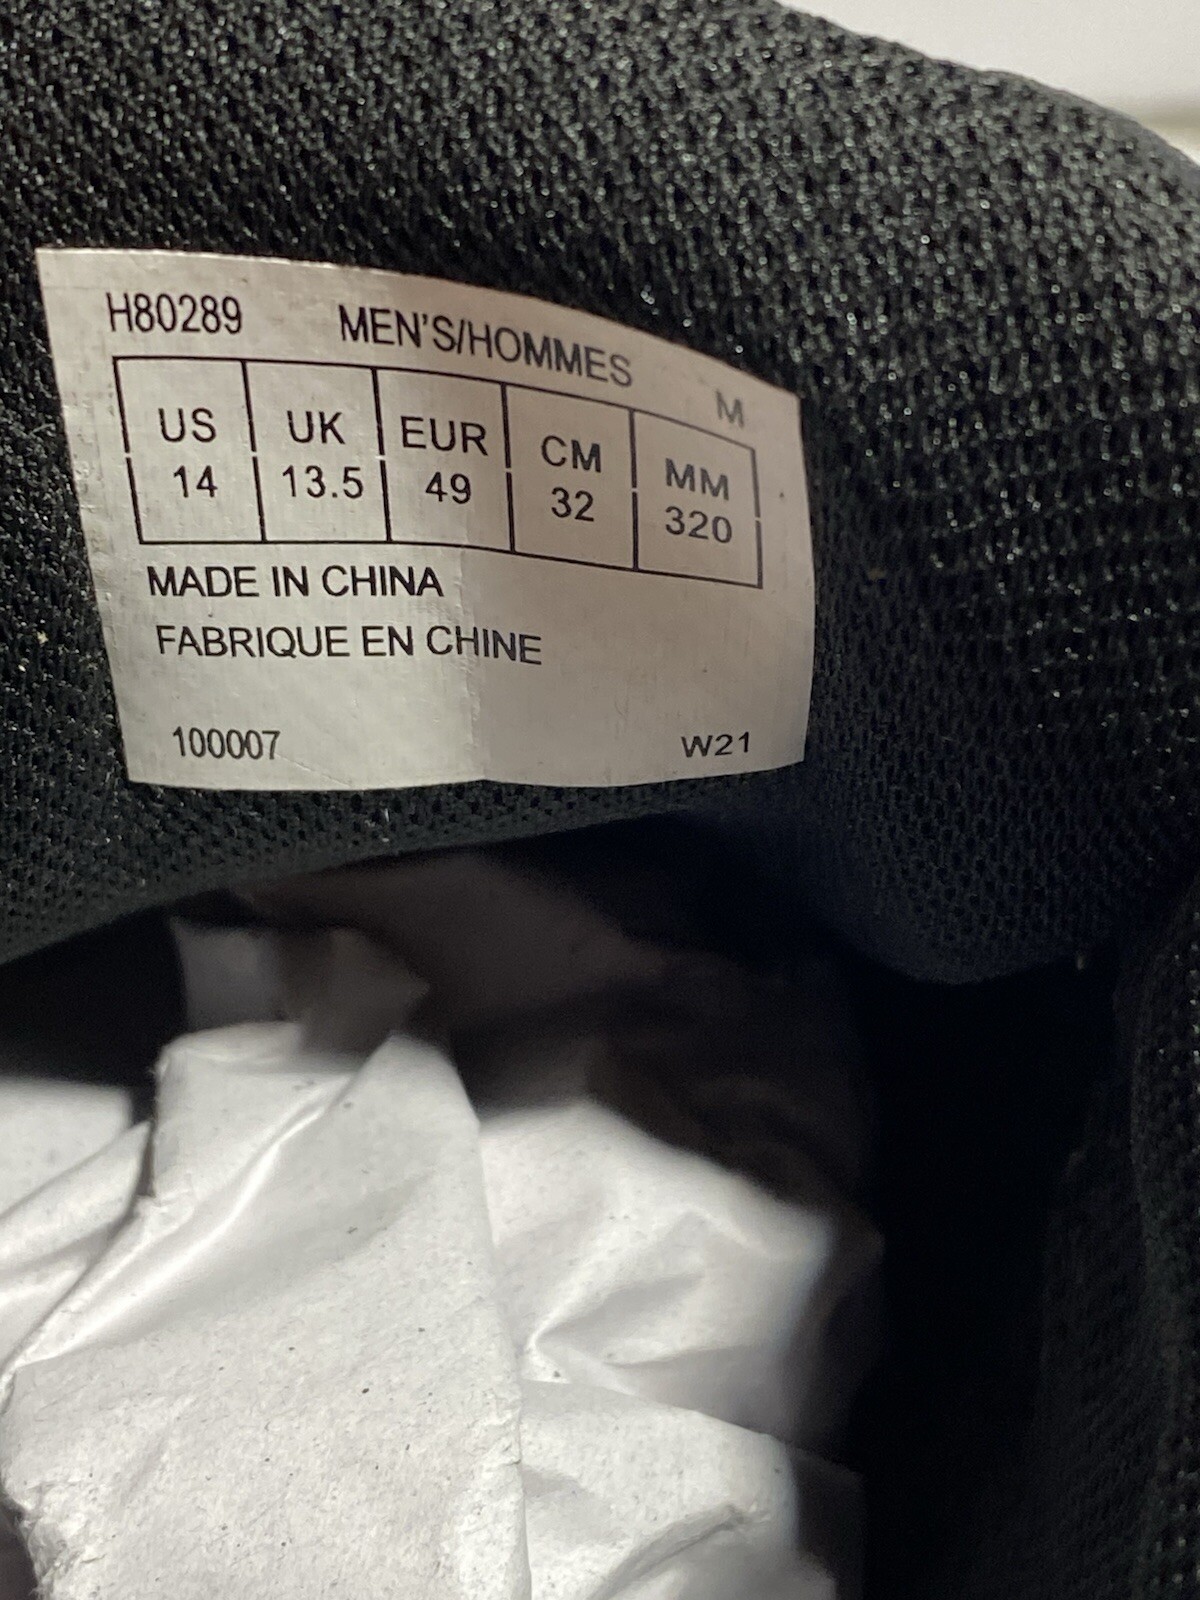 H80289 MEN'S/HOMMES M
US UK EUR CM MM
14 13.5 49 32 320
MADE IN CHINA
FABRIQUE EN CHINE
100007 W21